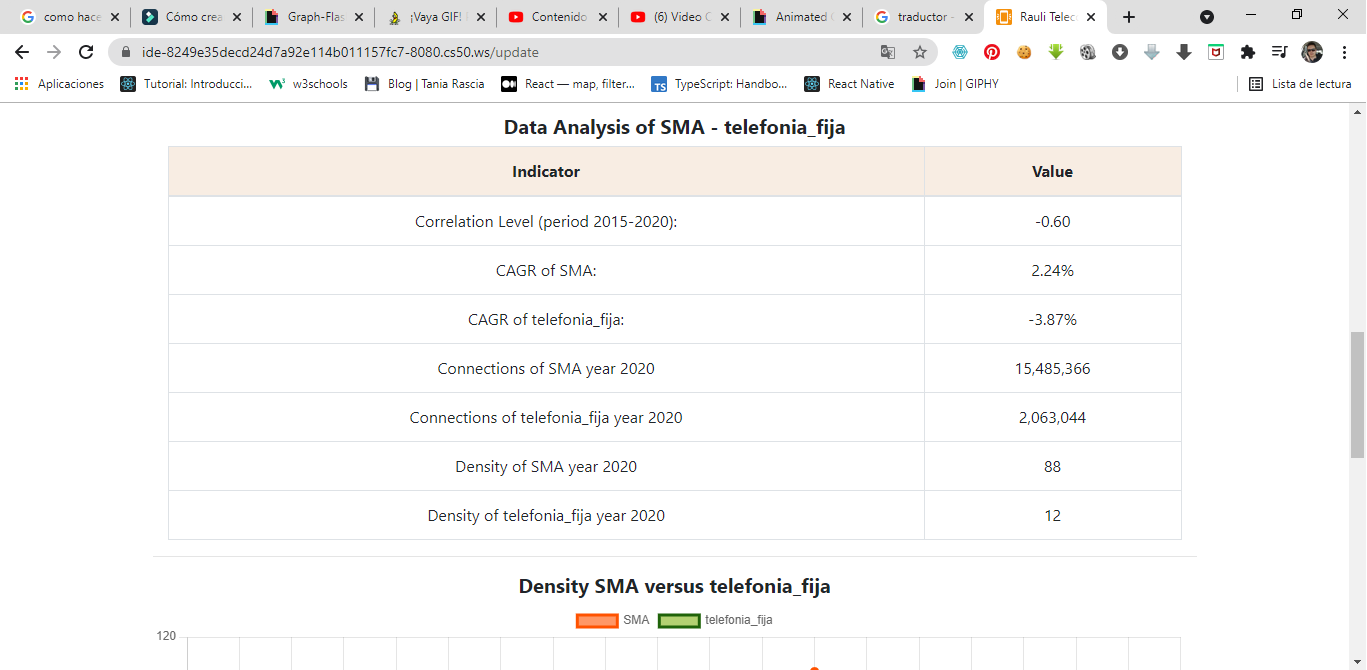 como hace
Cómo crea
Graph-Flas
¡Vaya GIF!
Contenido
(6) Video C
Animated
traductor -
Rauli Telec
ide-8249e35decd24d7a92e114b011157fc7-8080.cs50.ws/update
Aplicaciones
Tutorial: Introducci...
w3schools
Blog | Tania Rascia
React — map, filter...
TypeScript: Handbo...
React Native
Join | GIPHY
Lista de lectura
Data Analysis of SMA - telefonia_fija
Indicator Value
Correlation Level (period 2015-2020): -0.60
CAGR of SMA: 2.24%
CAGR of telefonia_fija: -3.87%
Connections of SMA year 2020 15,485,366
Connections of telefonia_fija year 2020 2,063,044
Density of SMA year 2020 88
Density of telefonia_fija year 2020 12
Density SMA versus telefonia_fija
SMA telefonia_fija
120